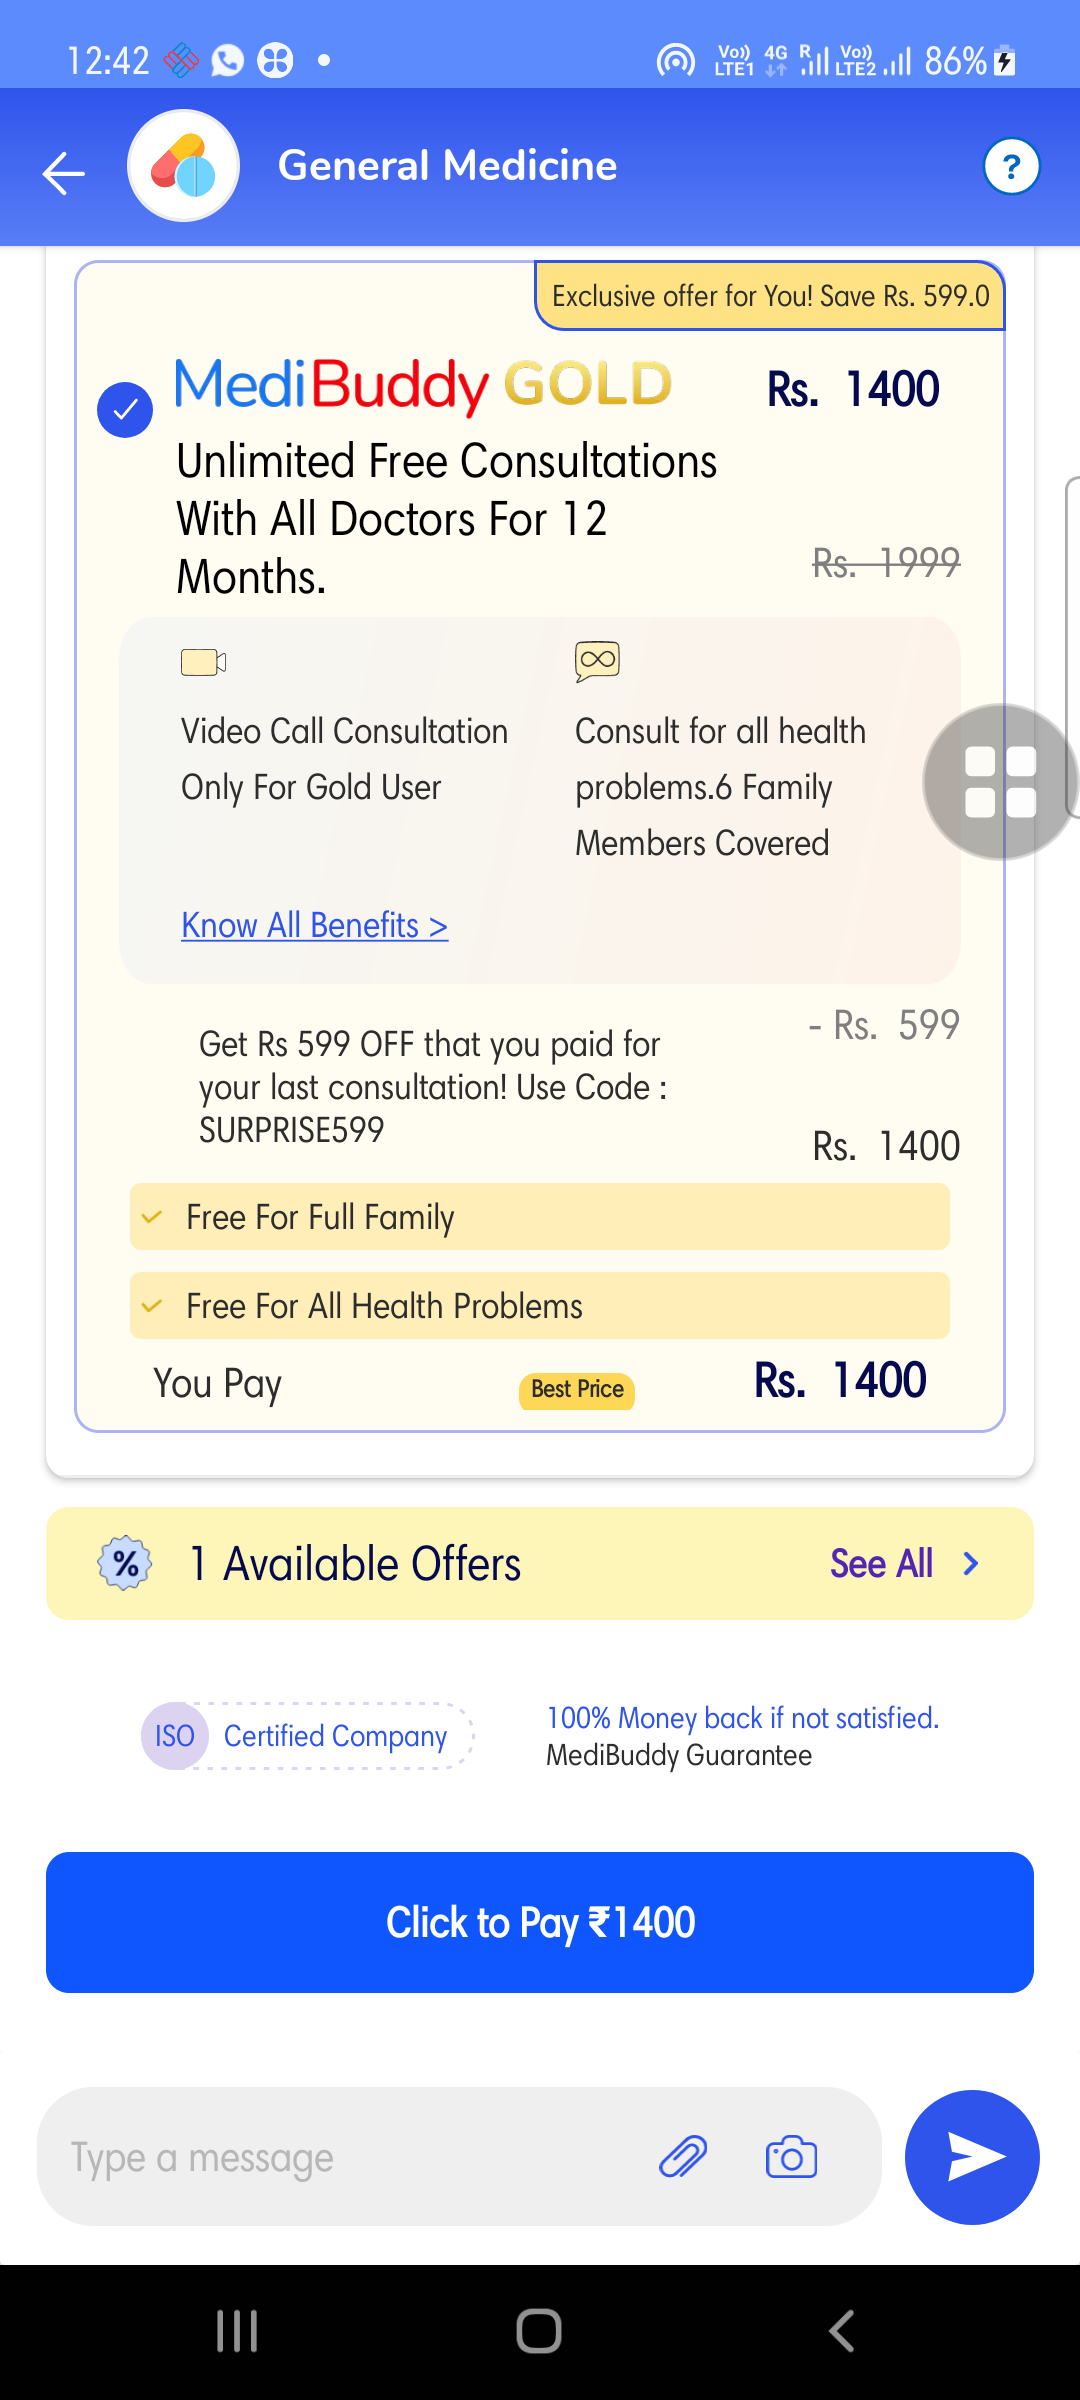 12:42
Vo)) LTE1 4G R Vo)) LTE2 86%
General Medicine
?
Exclusive offer for You! Save Rs. 599.0
MediBuddy GOLD
Rs. 1400
Unlimited Free Consultations
With All Doctors For 12
Months.
Rs. 1999
Video Call Consultation
Only For Gold User
Consult for all health
problems.6 Family
Members Covered
Know All Benefits >
- Rs. 599
Get Rs 599 OFF that you paid for
your last consultation! Use Code :
SURPRISE599
Rs. 1400
Free For Full Family
Free For All Health Problems
You Pay
Best Price
Rs. 1400
% 1 Available Offers
See All >
ISO Certified Company
100% Money back if not satisfied.
MediBuddy Guarantee
Click to Pay ₹1400
Type a message